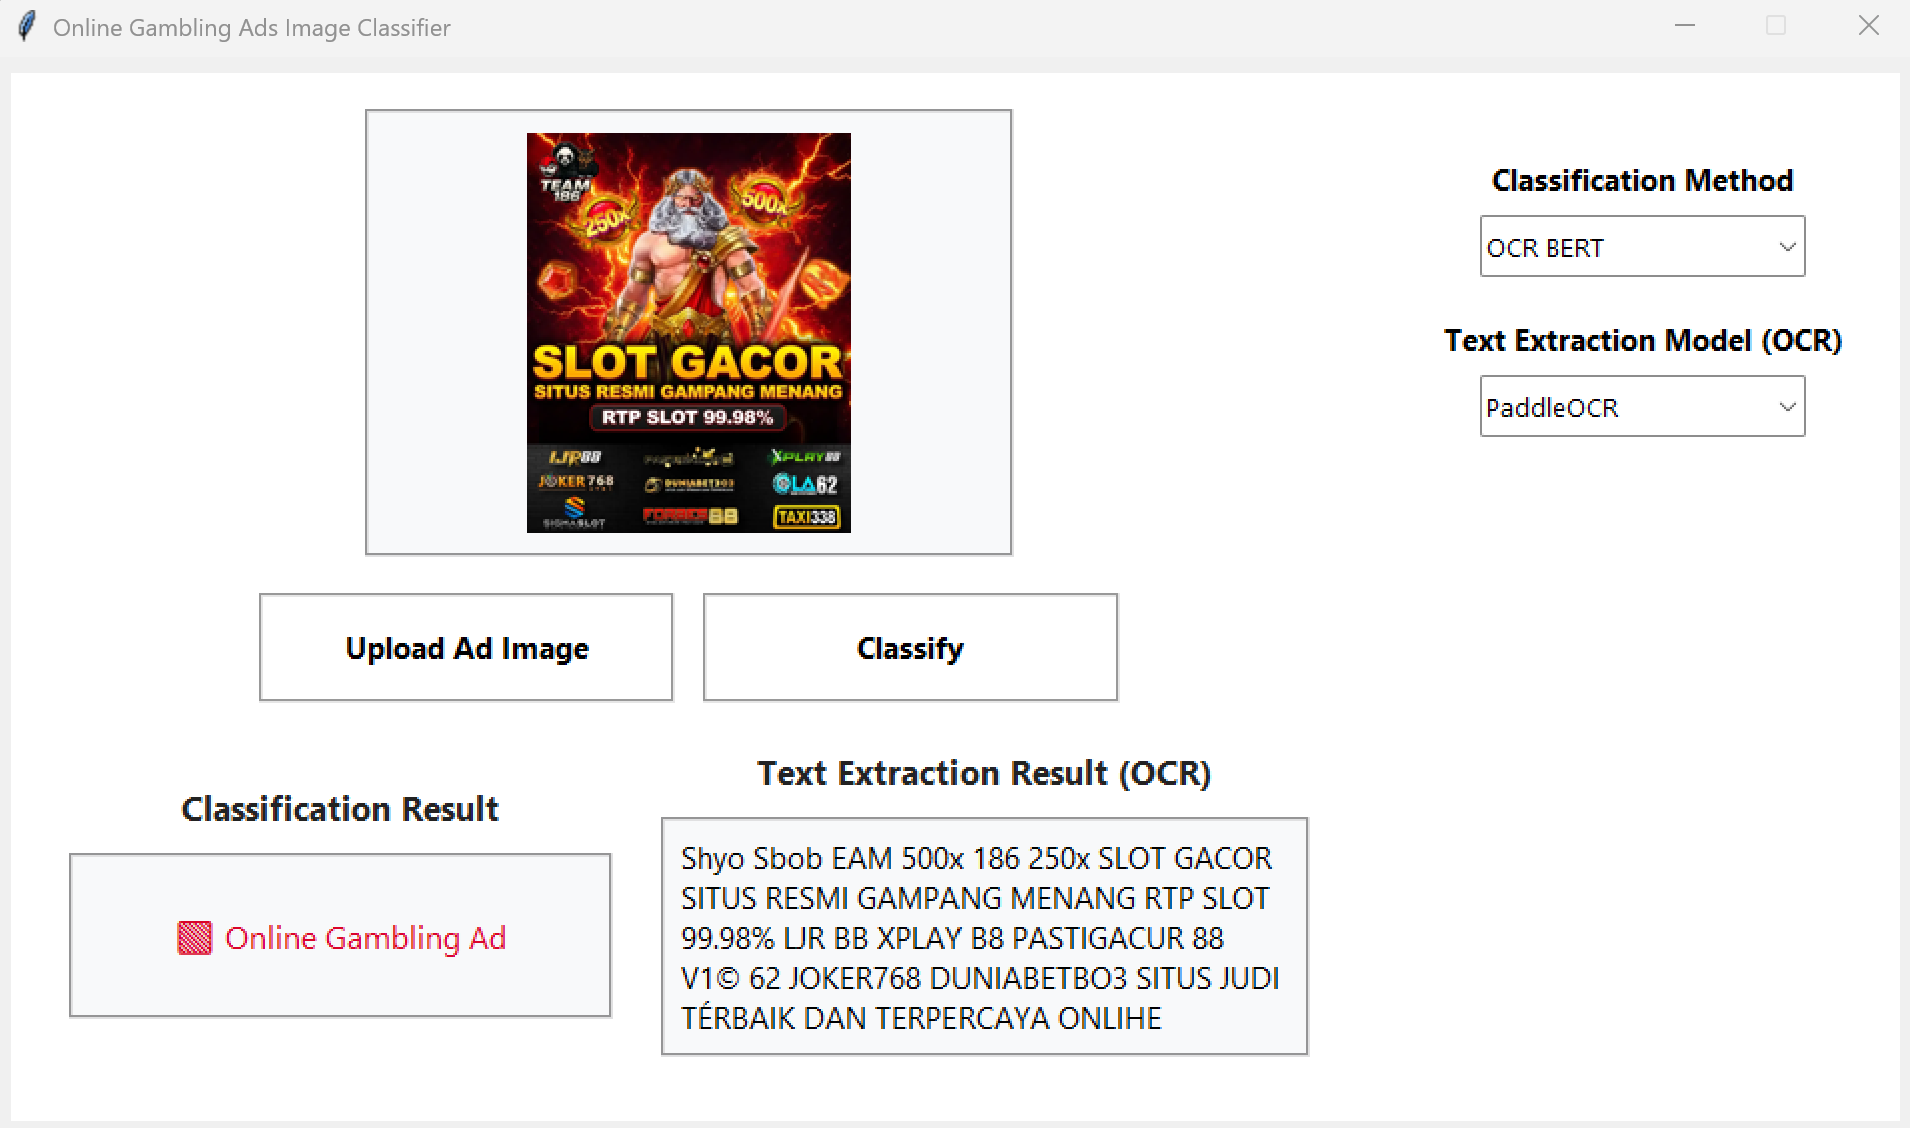 Online Gambling Ads Image Classifier
TEAM
186
250x
500x
SLOT GACOR
SITUS RESMI GAMPANG MENANG
RTP SLOT 99.98%
LJR88
XPLAY88
JOKER768
DUNIABET303
OLA62
SIGMASLOT
FORBES88
TAXI338
Classification Method
OCR BERT
Text Extraction Model (OCR)
PaddleOCR
Upload Ad Image
Classify
Classification Result
Online Gambling Ad
Text Extraction Result (OCR)
Shyo Sbob EAM 500x 186 250x SLOT GACOR
SITUS RESMI GAMPANG MENANG RTP SLOT
99.98% LJR BB XPLAY B8 PASTIGACUR 88
V1© 62 JOKER768 DUNIABETBO3 SITUS JUDI
TÉRBAIK DAN TERPERCAYA ONLIHE